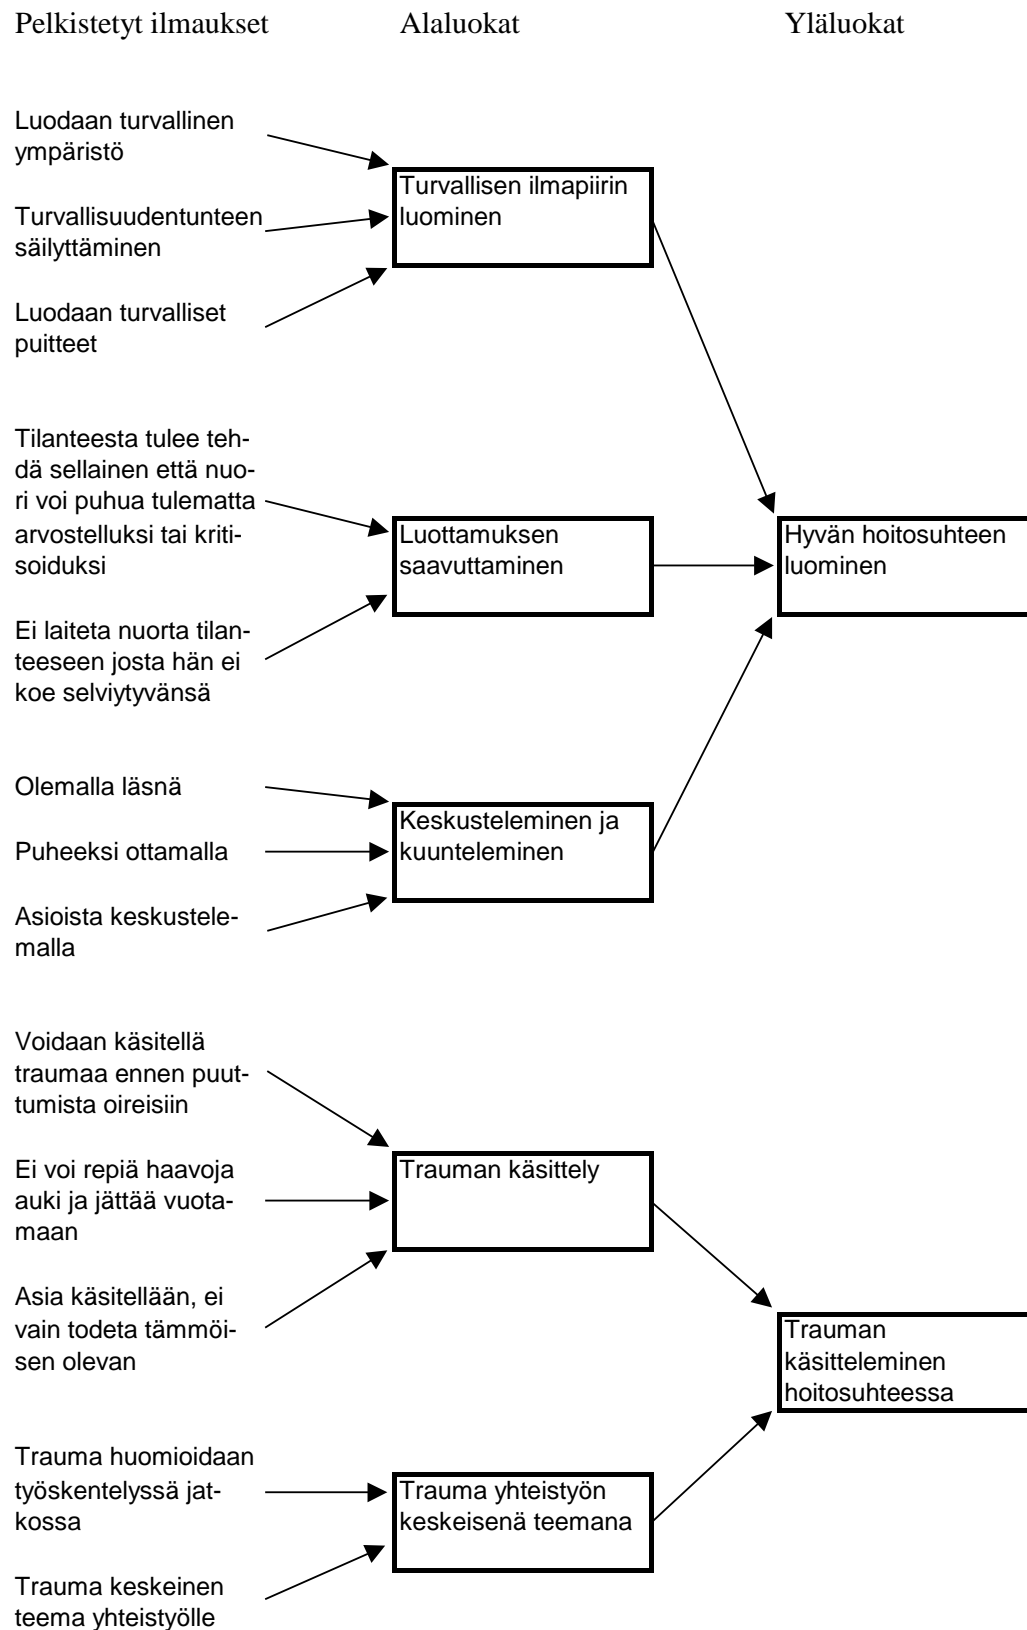 Pelkistetyt ilmaukset
Alaluokat
Yläluokat
Luodaan turvallinen
ympäristö
Turvallisuudentunteen
säilyttäminen
Luodaan turvalliset
puitteet
Turvallisen ilmapiirin
luominen
Tilanteesta tulee teh-
dä sellainen että nuo-
ri voi puhua tulematta
arvostelluksi tai kriti-
soiduksi
Ei laiteta nuorta tilan-
teeseen josta hän ei
koe selviytyvänsä
Luottamuksen
saavuttaminen
Hyvän hoitosuhteen
luominen
Olemalla läsnä
Puheeksi ottamalla
Asioista keskustele-
malla
Keskusteleminen ja
kuunteleminen
Voidaan käsitellä
traumaa ennen puut-
tumista oireisiin
Ei voi repiä haavoja
auki ja jättää vuota-
maan
Asia käsitellään, ei
vain todeta tämmöi-
sen olevan
Trauman käsittely
Trauman
käsitteleminen
hoitosuhteessa
Trauma huomioidaan
työskentelyssä jat-
kossa
Trauma keskeinen
teema yhteistyölle
Trauma yhteistyön
keskeisenä teemana